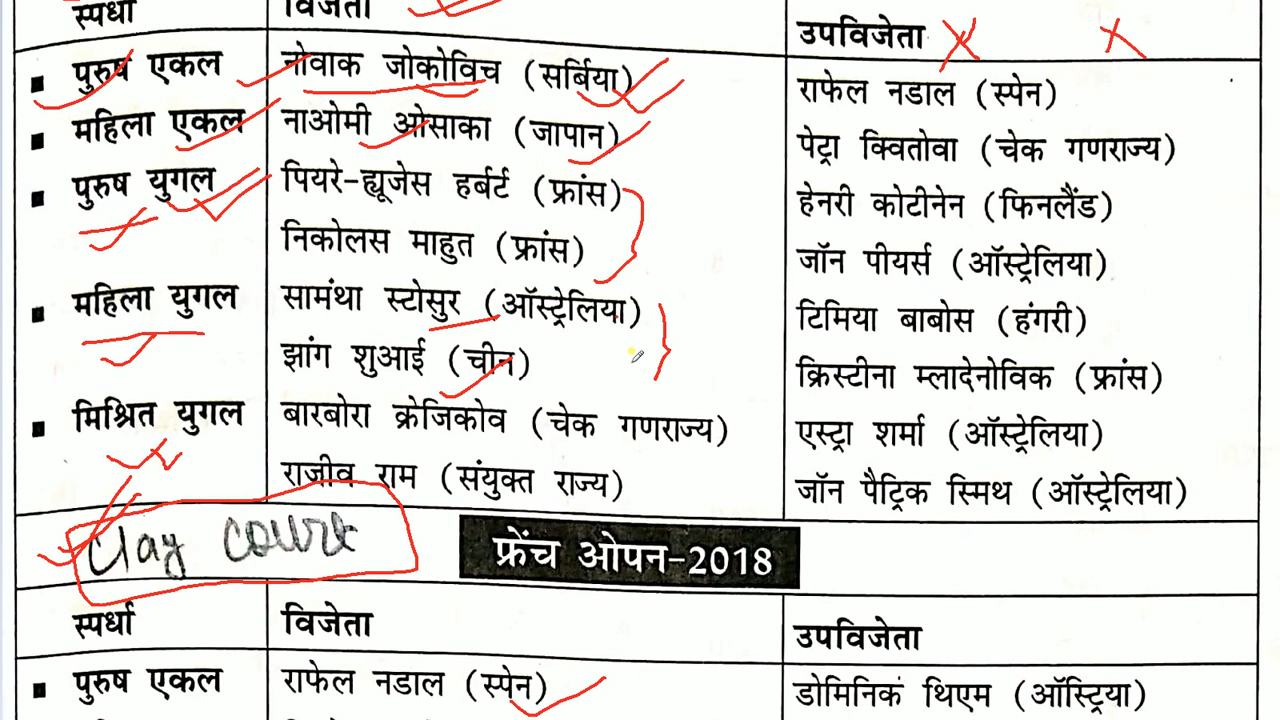 स्पर्धा विजेता उपविजेता
▪ पुरुष एकल नोवाक जोकोविच (सर्बिया) राफेल नडाल (स्पेन)
▪ महिला एकल नाओमी ओसाका (जापान) पेट्रा क्वितोवा (चेक गणराज्य)
▪ पुरुष युगल पियरे-ह्यूजेस हर्बर्ट (फ्रांस) हेनरी कोटीनेन (फिनलैंड)
निकोलस माहुत (फ्रांस) जॉन पीयर्स (ऑस्ट्रेलिया)
▪ महिला युगल सामंथा स्टोसुर (ऑस्ट्रेलिया) टिमिया बाबोस (हंगरी)
झांग शुआई (चीन) क्रिस्टीना म्लादेनोविक (फ्रांस)
▪ मिश्रित युगल बारबोरा क्रेजिकोव (चेक गणराज्य) एस्ट्रा शर्मा (ऑस्ट्रेलिया)
राजीव राम (संयुक्त राज्य) जॉन पैट्रिक स्मिथ (ऑस्ट्रेलिया)
Clay court फ्रेंच ओपन-2018
स्पर्धा विजेता उपविजेता
▪ पुरुष एकल राफेल नडाल (स्पेन) डोमिनिक थिएम (ऑस्ट्रिया)